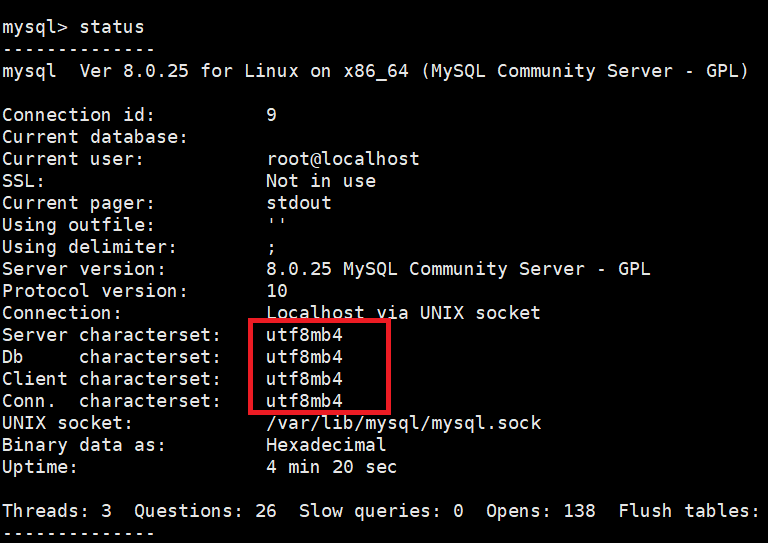 mysql> status
--------------
mysql  Ver 8.0.25 for Linux on x86_64 (MySQL Community Server - GPL)
Connection id:          9
Current database:
Current user:           root@localhost
SSL:                    Not in use
Current pager:          stdout
Using outfile:          ''
Using delimiter:        ;
Server version:         8.0.25 MySQL Community Server - GPL
Protocol version:       10
Connection:             Localhost via UNIX socket
Server characterset:    utf8mb4
Db     characterset:    utf8mb4
Client characterset:    utf8mb4
Conn.  characterset:    utf8mb4
UNIX socket:            /var/lib/mysql/mysql.sock
Binary data as:         Hexadecimal
Uptime:                 4 min 20 sec
Threads: 3  Questions: 26  Slow queries: 0  Opens: 138  Flush tables:
--------------